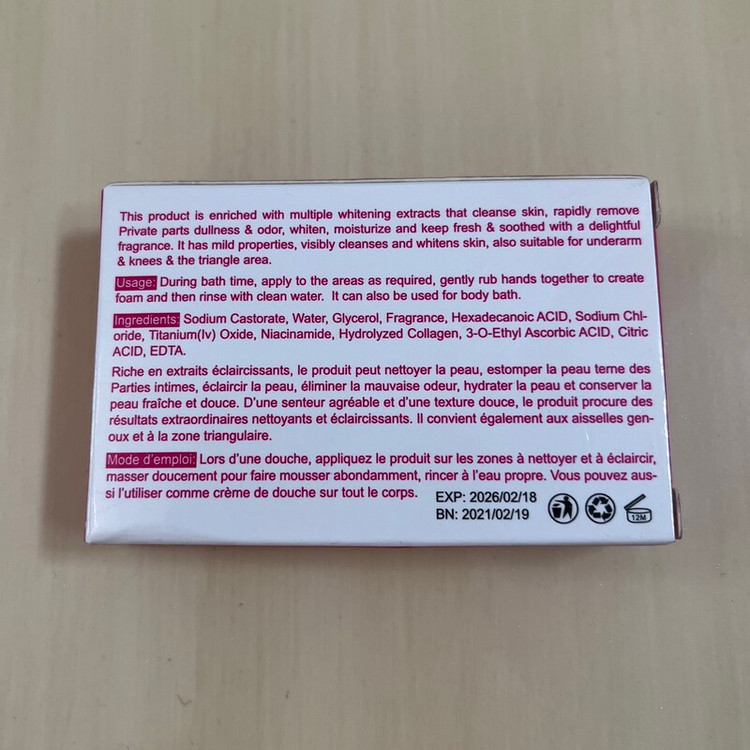 This product is enriched with multiple whitening extracts that cleanse skin, rapidly remove
Private parts dullness & odor, whiten, moisturize and keep fresh & soothed with a delightful
fragrance. It has mild properties, visibly cleanses and whitens skin, also suitable for underarm
& knees & the triangle area.
Usage: During bath time, apply to the areas as required, gently rub hands together to create
foam and then rinse with clean water. It can also be used for body bath.
Ingredients: Sodium Castorate, Water, Glycerol, Fragrance, Hexadecanoic ACID, Sodium Chl-
oride, Titanium(Iv) Oxide, Niacinamide, Hydrolyzed Collagen, 3-O-Ethyl Ascorbic ACID, Citric
ACID, EDTA.
Riche en extraits éclaircissants, le produit peut nettoyer la peau, estomper la peau terne des
Parties intimes, éclaircir la peau, éliminer la mauvaise odeur, hydrater la peau et conserver la
peau fraîche et douce. D'une senteur agréable et d'une texture douce, le produit procure des
résultats extraordinaires nettoyants et éclaircissants. Il convient également aux aisselles gen-
oux et à la zone triangulaire.
Mode d'emploi: Lors d'une douche, appliquez le produit sur les zones à nettoyer et à éclaircir,
masser doucement pour faire mousser abondamment, rincer à l'eau propre. Vous pouvez aus-
si l'utiliser comme crème de douche sur tout le corps.
EXP: 2026/02/18
BN: 2021/02/19
12M